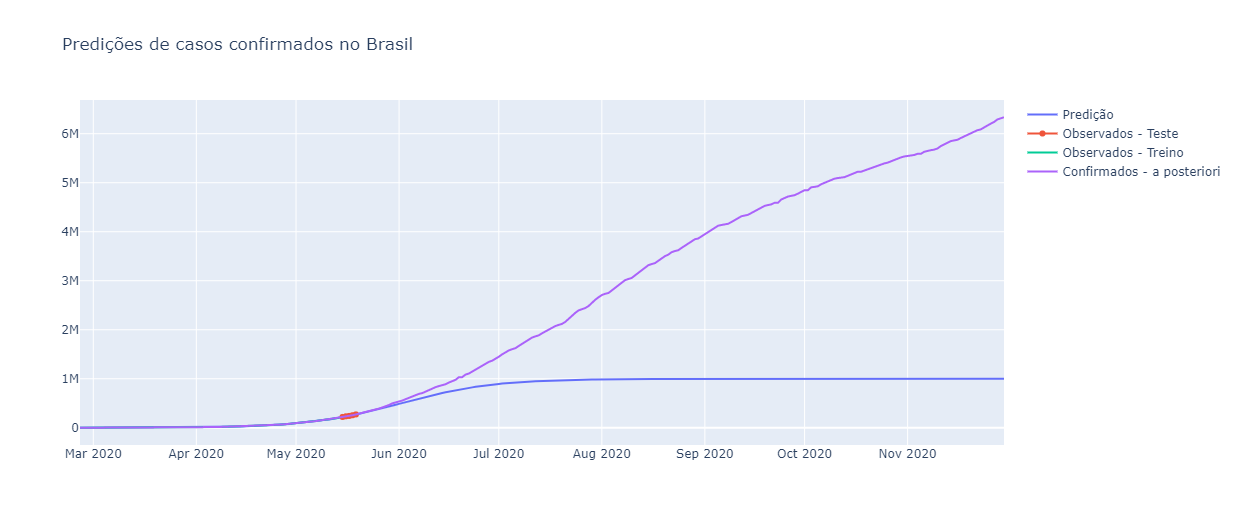 Predições de casos confirmados no Brasil
Predição
Observados - Teste
Observados - Treino
Confirmados - a posteriori
6M
5M
4M
3M
2M
1M
0
Mar 2020 Apr 2020 May 2020 Jun 2020 Jul 2020 Aug 2020 Sep 2020 Oct 2020 Nov 2020